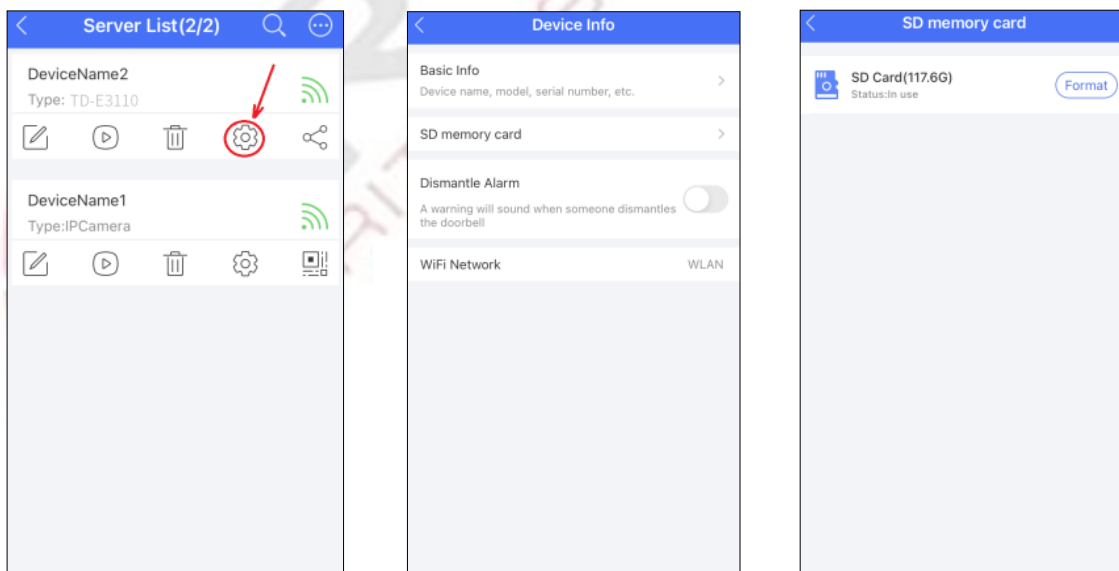 Server List(2/2)
DeviceName2
Type: TD-E3110
DeviceName1
Type:IPCamera
Device Info
Basic Info
Device name, model, serial number, etc.
SD memory card
Dismantle Alarm
A warning will sound when someone dismantles
the doorbell
WiFi Network WLAN
SD memory card
SD Card(117.6G)
Status:In use
Format